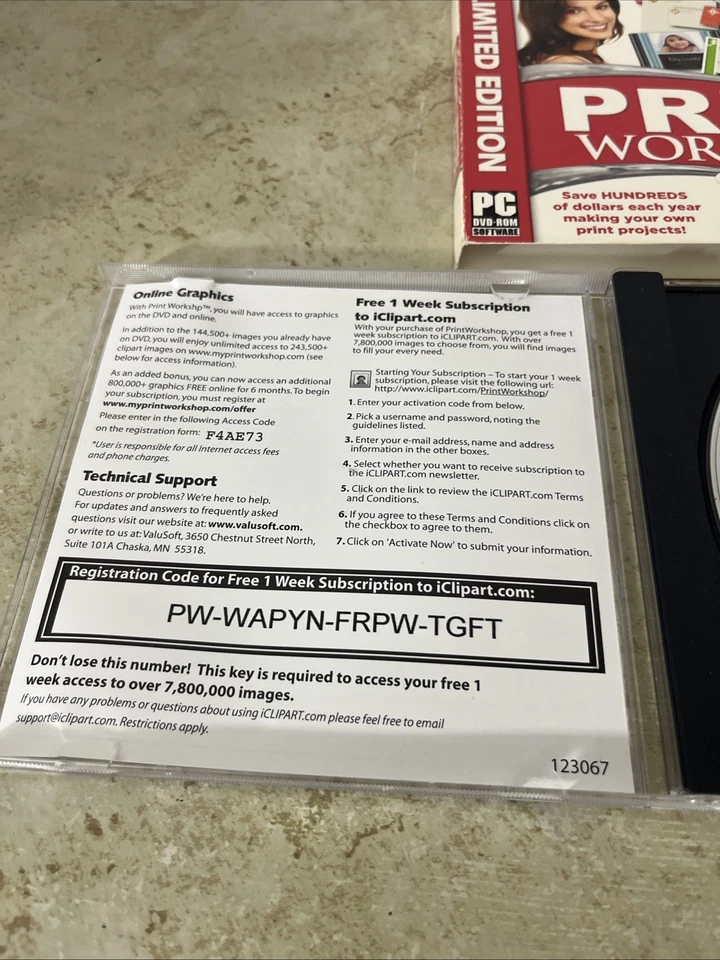 LIMITED EDITION
PR
WOR
PC
DVD-ROM
SOFTWARE
Save HUNDREDS
of dollars each year
making your own
print projects!
Online Graphics
With Print Workshp™, you will have access to graphics
on the DVD and online.
In addition to the 144,500+ images you already have
on DVD, you will enjoy unlimited access to 243,500+
clipart images on www.myprintworkshop.com (see
below for access information).
As an added bonus, you can now access an additional
800,000+ graphics FREE online for 6 months. To begin
your subscription, you must register at
www.myprintworkshop.com/offer
Please enter in the following Access Code
on the registration form: F4AE73
*User is responsible for all Internet access fees
and phone charges.
Technical Support
Questions or problems? We're here to help.
For updates and answers to frequently asked
questions visit our website at: www.valusoft.com.
or write to us at: ValuSoft, 3650 Chestnut Street North,
Suite 101A Chaska, MN 55318.
Free 1 Week Subscription
to iClipart.com
With your purchase of PrintWorkshop, you get a free 1
week subscription to iCLIPART.com. With over
7,800,000 images to choose from, you will find images
to fill your every need.
Starting Your Subscription – To start your 1 week
subscription, please visit the following url:
http://www.iclipart.com/PrintWorkshop/
1. Enter your activation code from below.
2. Pick a username and password, noting the
guidelines listed.
3. Enter your e-mail address, name and address
information in the other boxes.
4. Select whether you want to receive subscription to
the iCLIPART.com newsletter.
5. Click on the link to review the iCLIPART.com Terms
and Conditions.
6. If you agree to these Terms and Conditions click on
the checkbox to agree to them.
7. Click on 'Activate Now' to submit your information.
Registration Code for Free 1 Week Subscription to iClipart.com:
PW-WAPYN-FRPW-TGFT
Don't lose this number! This key is required to access your free 1
week access to over 7,800,000 images.
If you have any problems or questions about using iCLIPART.com please feel free to email
support@iclipart.com. Restrictions apply.
123067